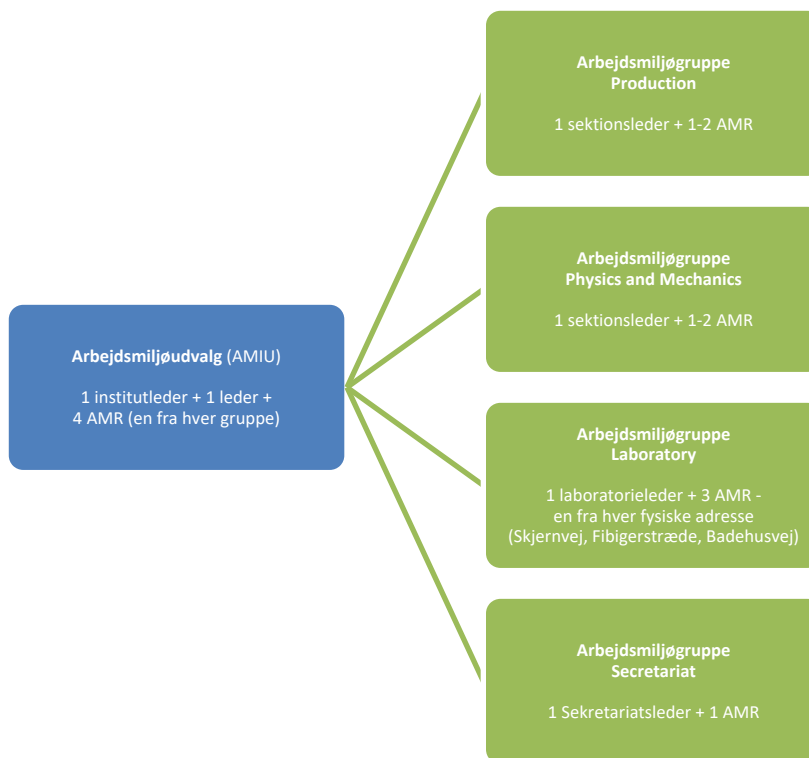 Arbejdsmiljøgruppe
Production
1 sektionsleder + 1-2 AMR
Arbejdsmiljøgruppe
Physics and Mechanics
1 sektionsleder + 1-2 AMR
Arbejdsmiljøudvalg (AMIU)
1 institutleder + 1 leder +
4 AMR (en fra hver gruppe)
Arbejdsmiljøgruppe
Laboratory
1 laboratorieleder + 3 AMR -
en fra hver fysiske adresse
(Skjernvej, Fibigerstræde, Badehusvej)
Arbejdsmiljøgruppe
Secretariat
1 Sekretariatsleder + 1 AMR